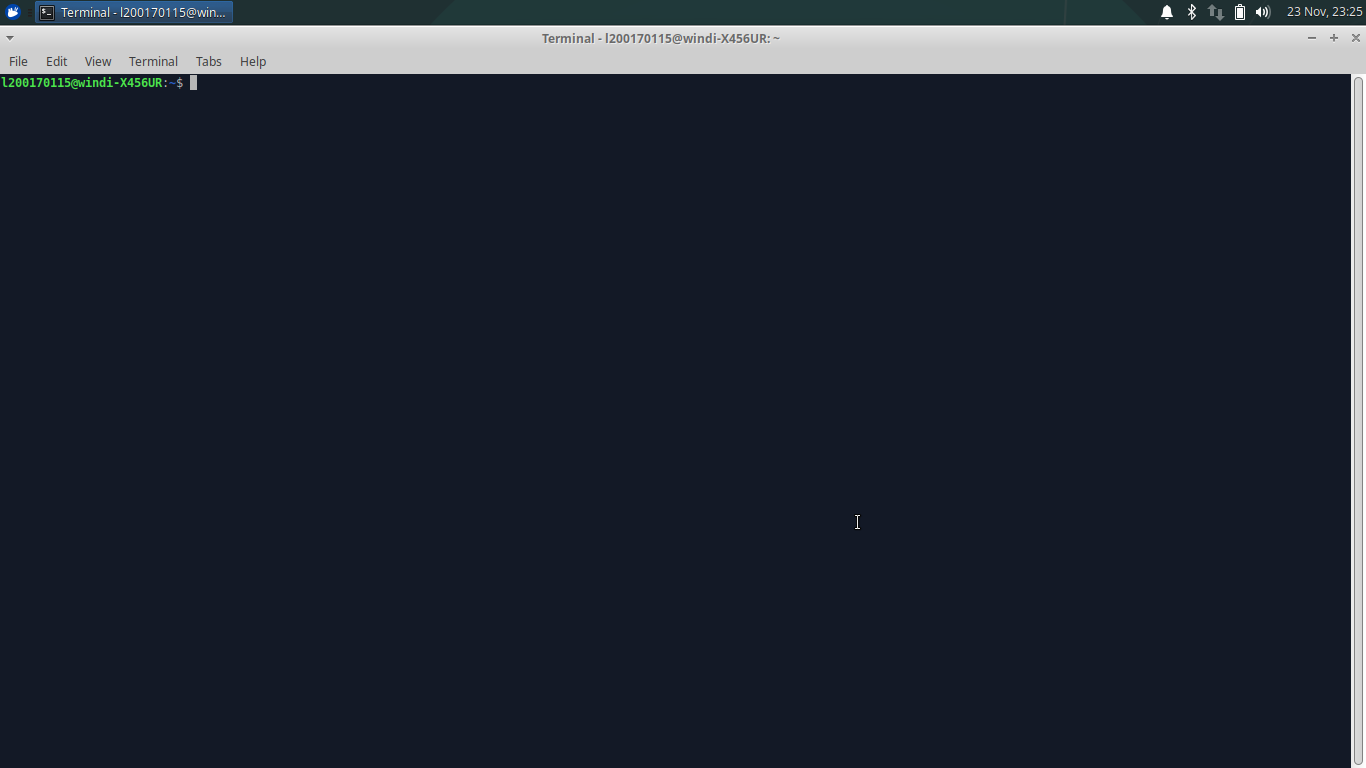 Terminal - l200170115@win...
23 Nov, 23:25
Terminal - l200170115@windi-X456UR: ~
File Edit View Terminal Tabs Help
l200170115@windi-X456UR:~$